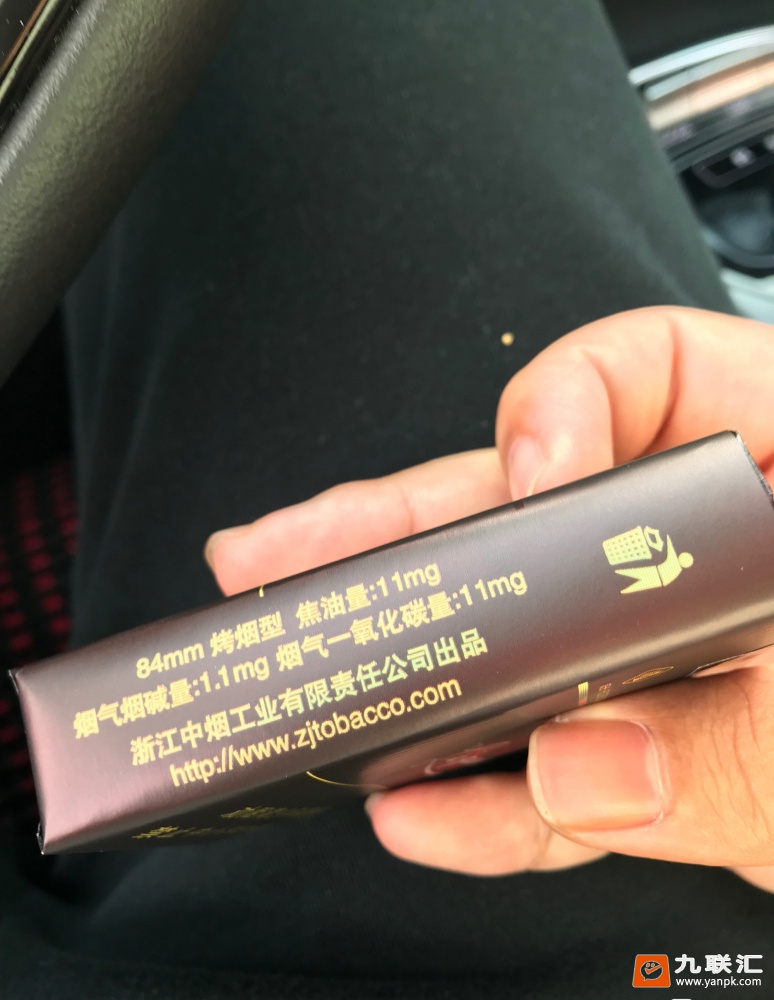 84mm 烤烟型 焦油量:11mg
烟气烟碱量:1.1mg 烟气一氧化碳量:11mg
浙江中烟工业有限责任公司出品
http://www.zjtobacco.com
九联汇
www.yanpk.com